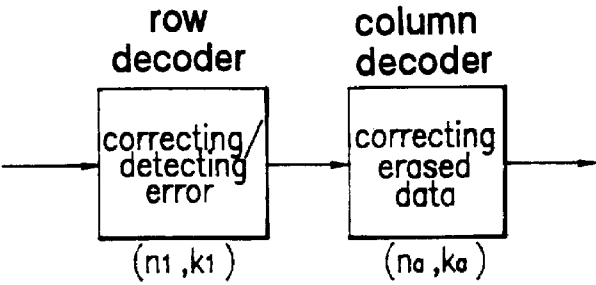 row
decoder
correcting/
detecting
error
(n1,k1)
column
decoder
correcting
erased
data
(na,ka)